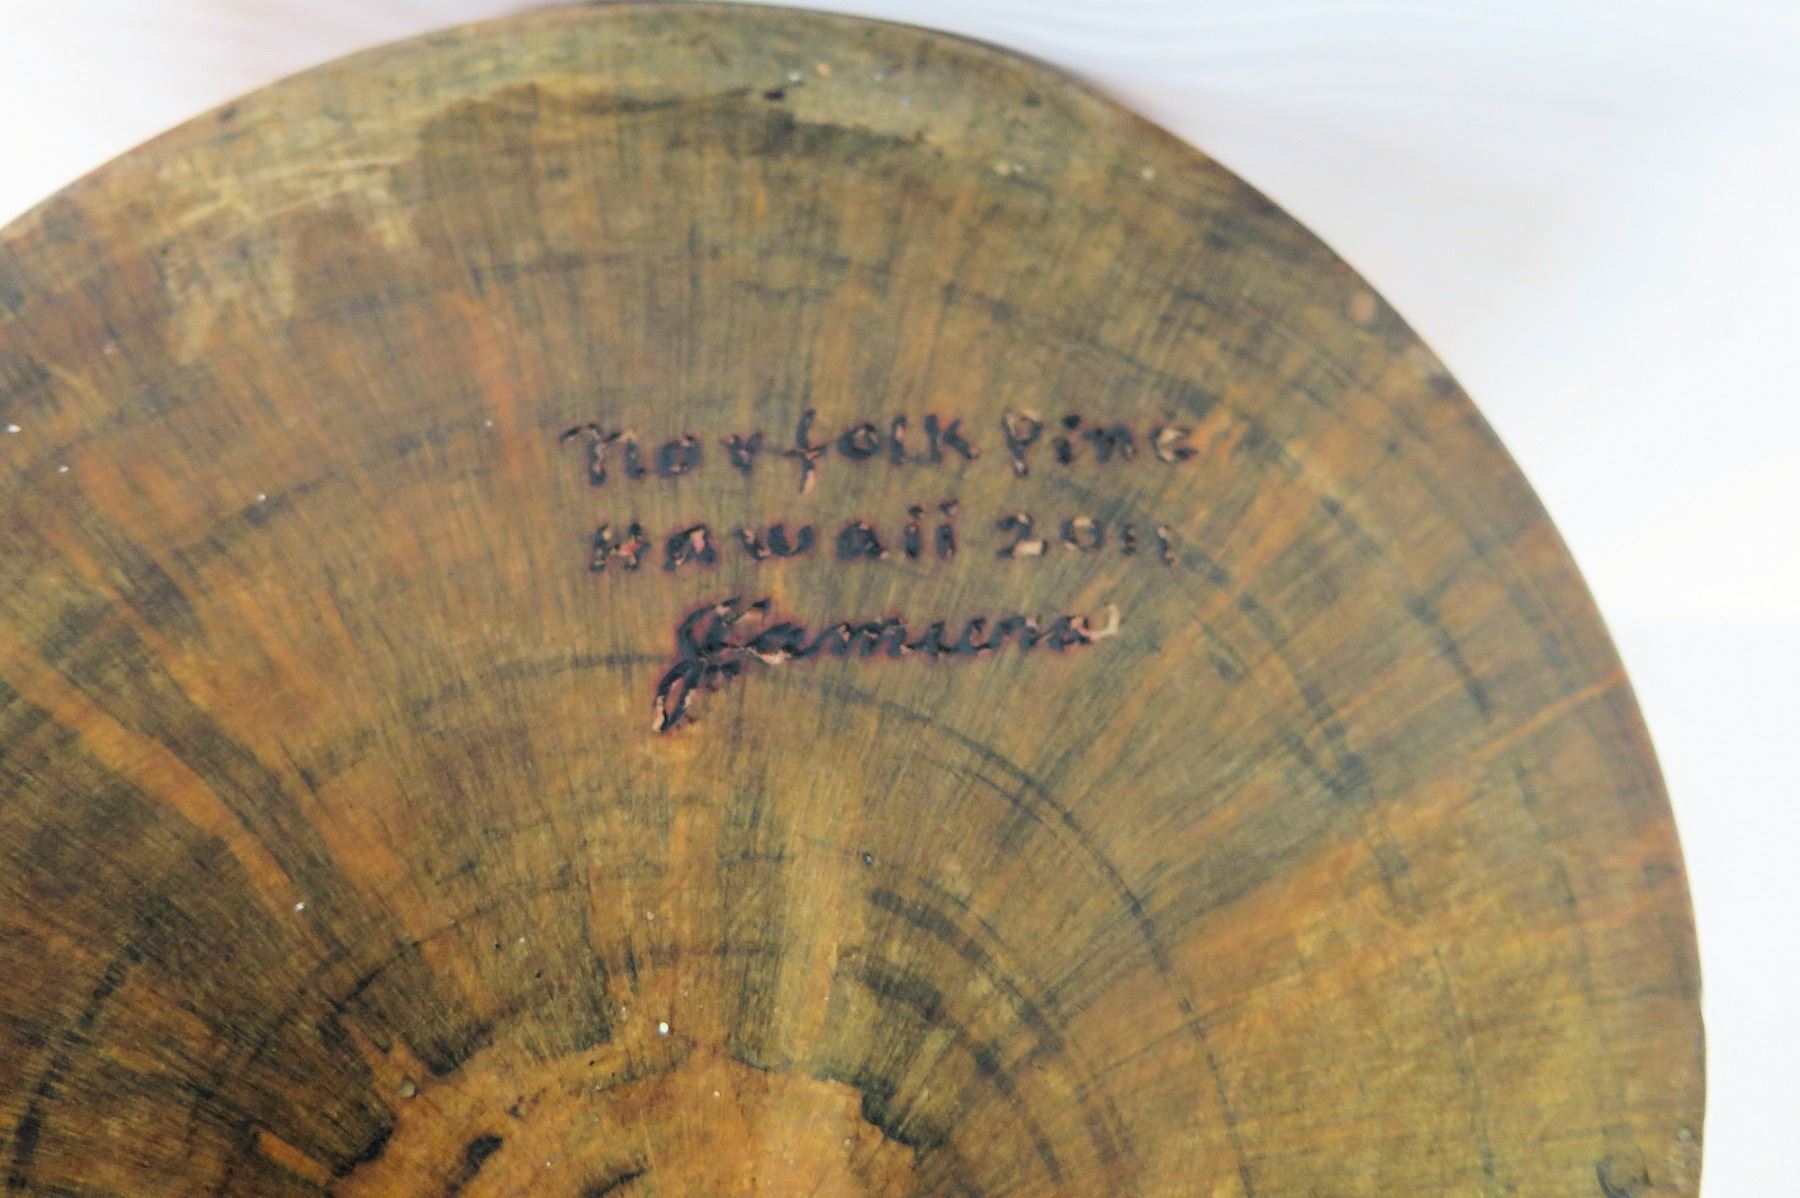 Norfolk Pine
Hawaii 2011